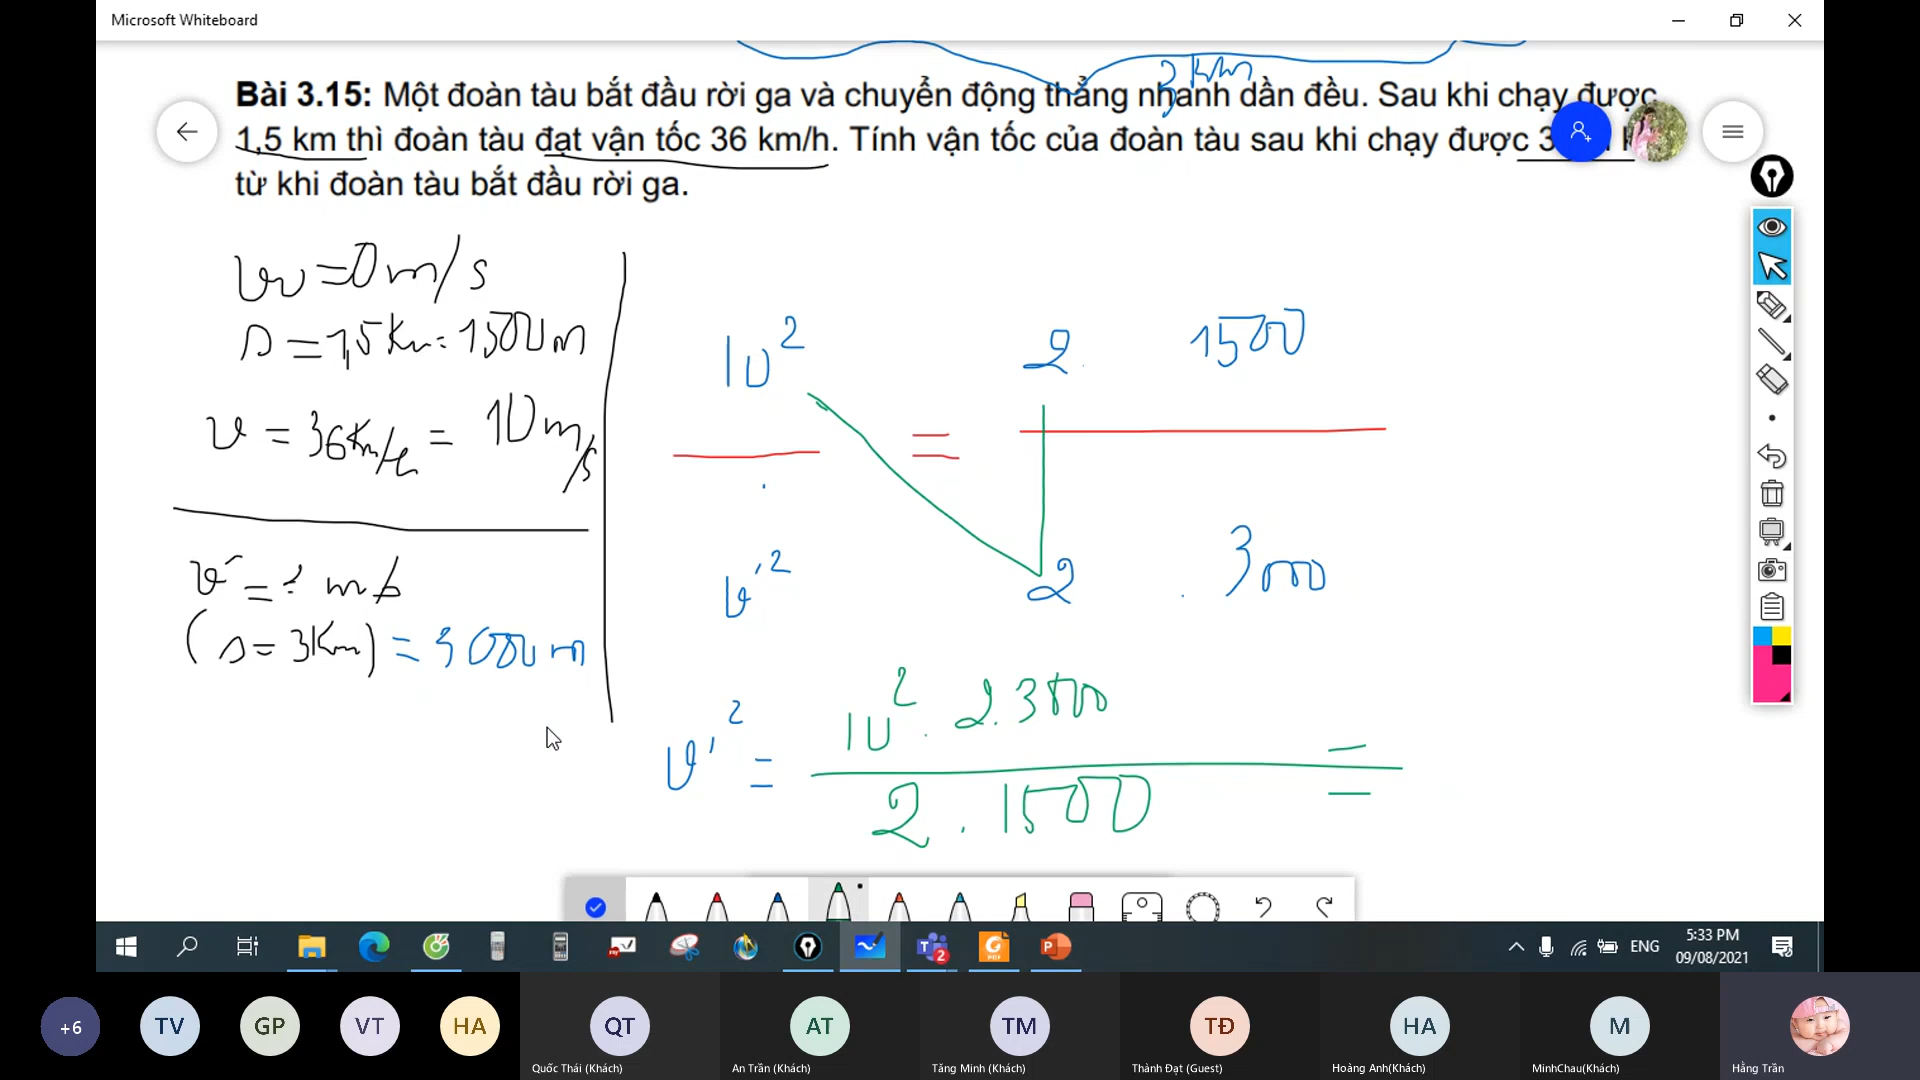 Microsoft Whiteboard
3 km
Bài 3.15: Một đoàn tàu bắt đầu rời ga và chuyển động thẳng nhanh dần đều. Sau khi chạy được
1,5 km thì đoàn tàu đạt vận tốc 36 km/h. Tính vận tốc của đoàn tàu sau khi chạy được 3
từ khi đoàn tàu bắt đầu rời ga.
= 0 m/s
s = 1,5 Km = 1500 m
v = 36 Km/h = 10 m/s
v' = ? m/s
(s = 3 Km) = 3000 m
10² = 2. 1500
v'² 2 . 3000
v'² = 10² . 2.3000 =
2 . 1500
ENG
5:33 PM
09/08/2021
2
+6
TV
GP
VT
HA
QT
AT
TM
TĐ
HA
M
Quốc Thái (Khách)
An Trần (Khách)
Tăng Minh (Khách)
Thành Đạt (Guest)
Hoàng Anh(Khách)
MinhChau(Khách)
Hằng Trần